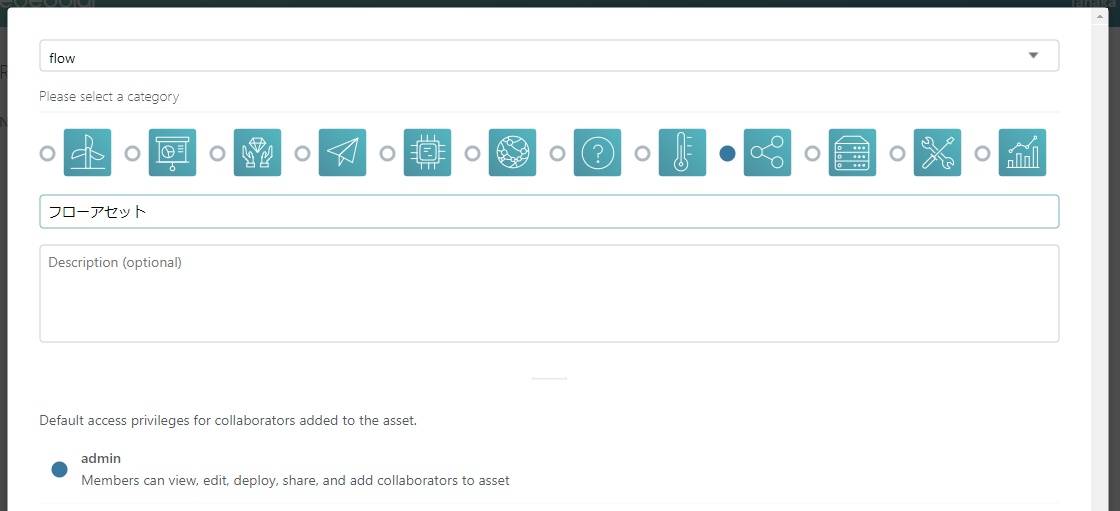 Tanaka
flow
Please select a category
?
フローアセット
Description (optional)
Default access privileges for collaborators added to the asset.
admin
Members can view, edit, deploy, share, and add collaborators to asset